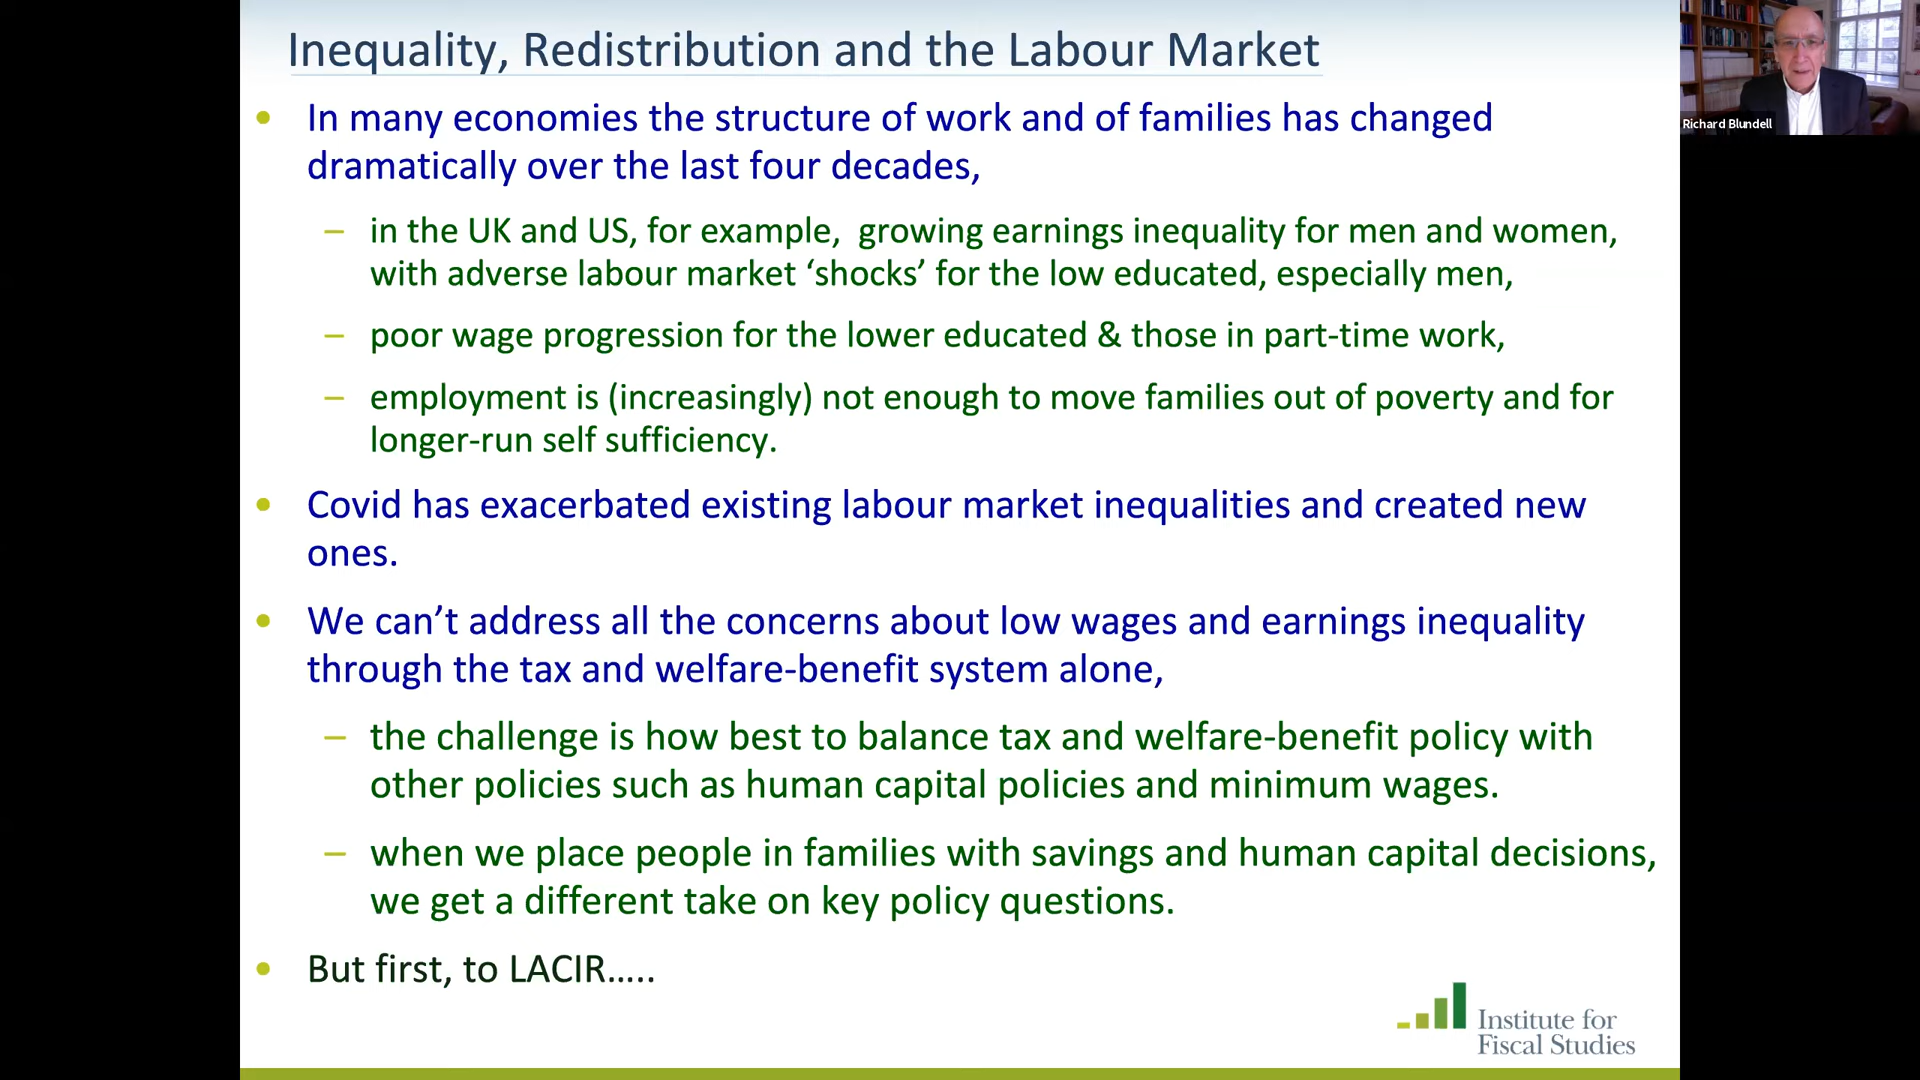 Inequality, Redistribution and the Labour Market
Richard Blundell
• In many economies the structure of work and of families has changed
dramatically over the last four decades,
– in the UK and US, for example, growing earnings inequality for men and women,
with adverse labour market ‘shocks’ for the low educated, especially men,
– poor wage progression for the lower educated & those in part-time work,
– employment is (increasingly) not enough to move families out of poverty and for
longer-run self sufficiency.
• Covid has exacerbated existing labour market inequalities and created new
ones.
• We can’t address all the concerns about low wages and earnings inequality
through the tax and welfare-benefit system alone,
– the challenge is how best to balance tax and welfare-benefit policy with
other policies such as human capital policies and minimum wages.
– when we place people in families with savings and human capital decisions,
we get a different take on key policy questions.
• But first, to LACIR…..
Institute for
Fiscal Studies